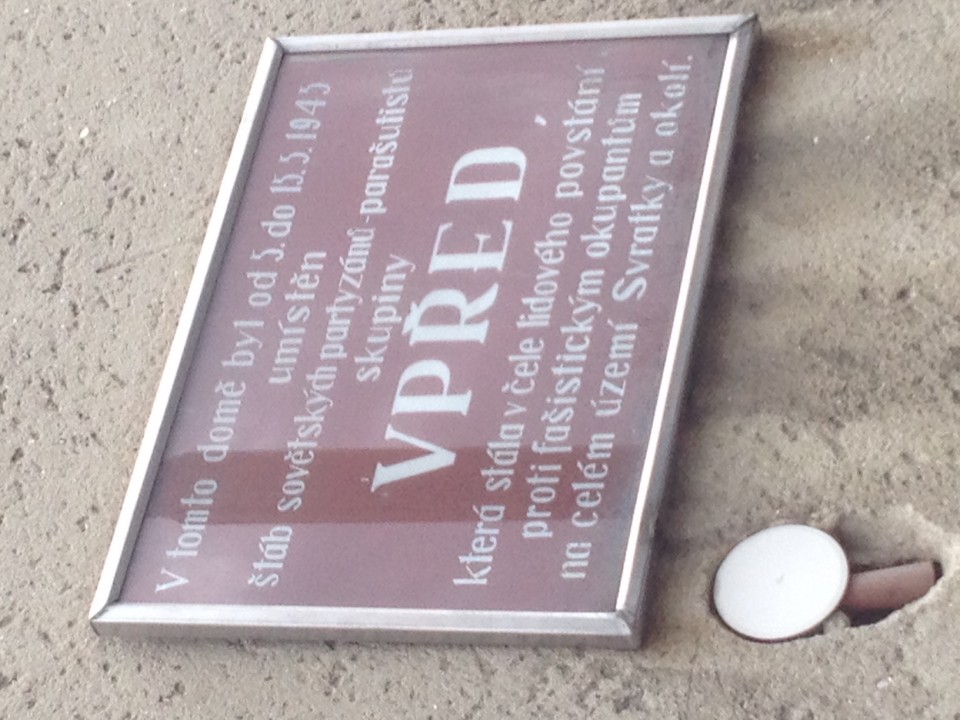 V tomto domě byl od 5. do 15.5.1945
umístěn
štáb sovětských partyzánů-parašutistů
skupiny
VPŘED
která stála v čele lidového povstání
proti fašistickým okupantům
na celém území Svratky a okolí.